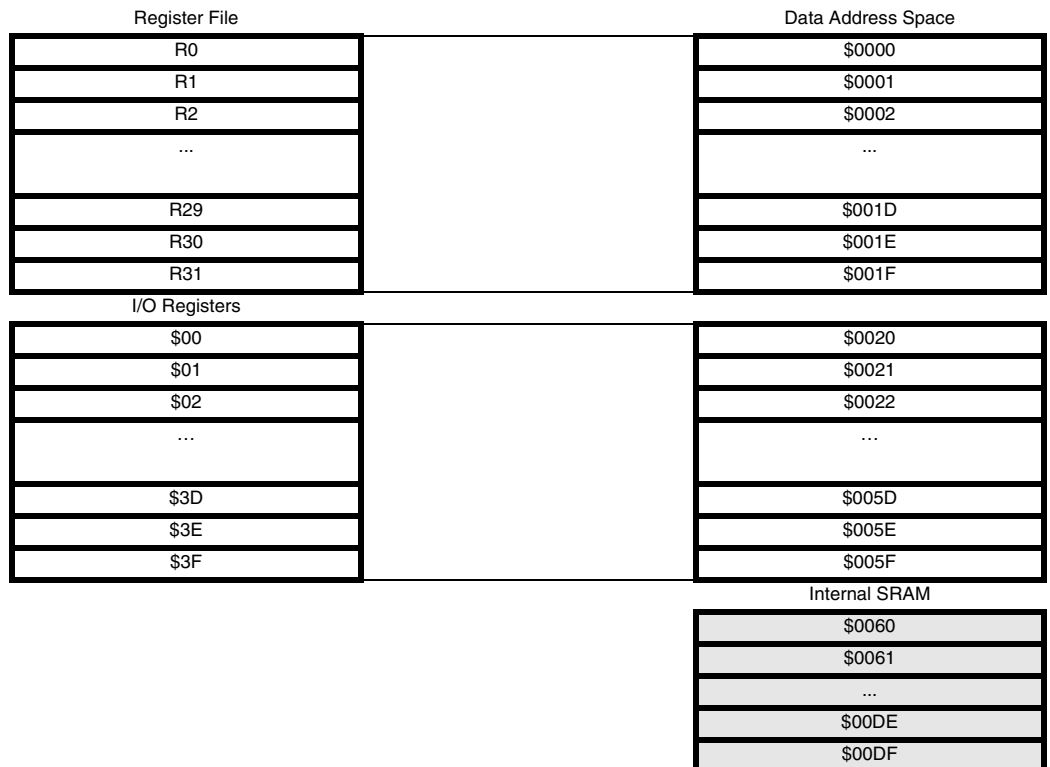 Register File Data Address Space
R0 $0000
R1 $0001
R2 $0002
... ...
R29 $001D
R30 $001E
R31 $001F
I/O Registers
$00 $0020
$01 $0021
$02 $0022
… …
$3D $005D
$3E $005E
$3F $005F
Internal SRAM
$0060
$0061
...
$00DE
$00DF